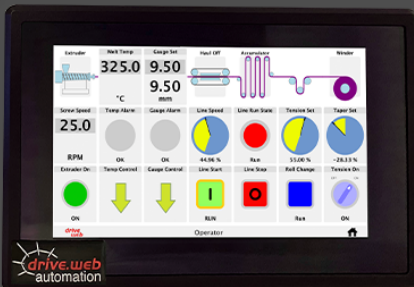 Extruder Melt Temp Gauge Set Haul Off Accumulator Winder
325.0 9.50
9.50
°C mm
Screw Speed Temp Alarm Gauge Alarm Line Speed Line Run State Tension Set Taper Set
25.0
RPM OK OK 44.96 % Run 55.00 % -28.13 %
Extruder On Temp Control Gauge Control Line Start Line Stop Roll Change Tension On
I O
ON RUN Run ON
drive.web Operator
drive.web
automation